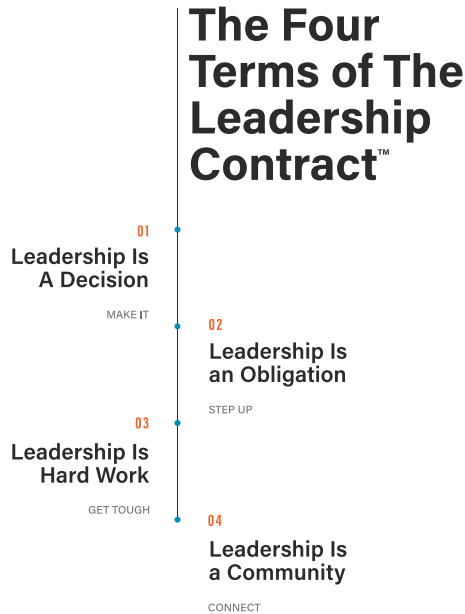 The Four
Terms of The
Leadership
Contract™
01
Leadership Is
A Decision
MAKE IT
02
Leadership Is
an Obligation
STEP UP
03
Leadership Is
Hard Work
GET TOUGH
04
Leadership Is
a Community
CONNECT